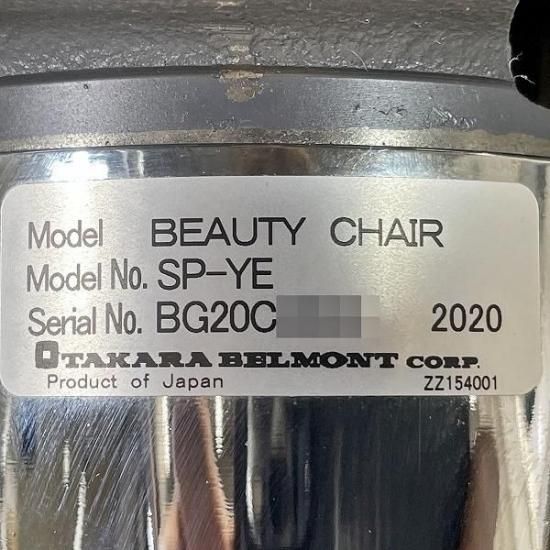 Model BEAUTY CHAIR
Model No. SP-YE
Serial No. BG20C 2020
TAKARA BELMONT CORP.
Product of Japan ZZ154001